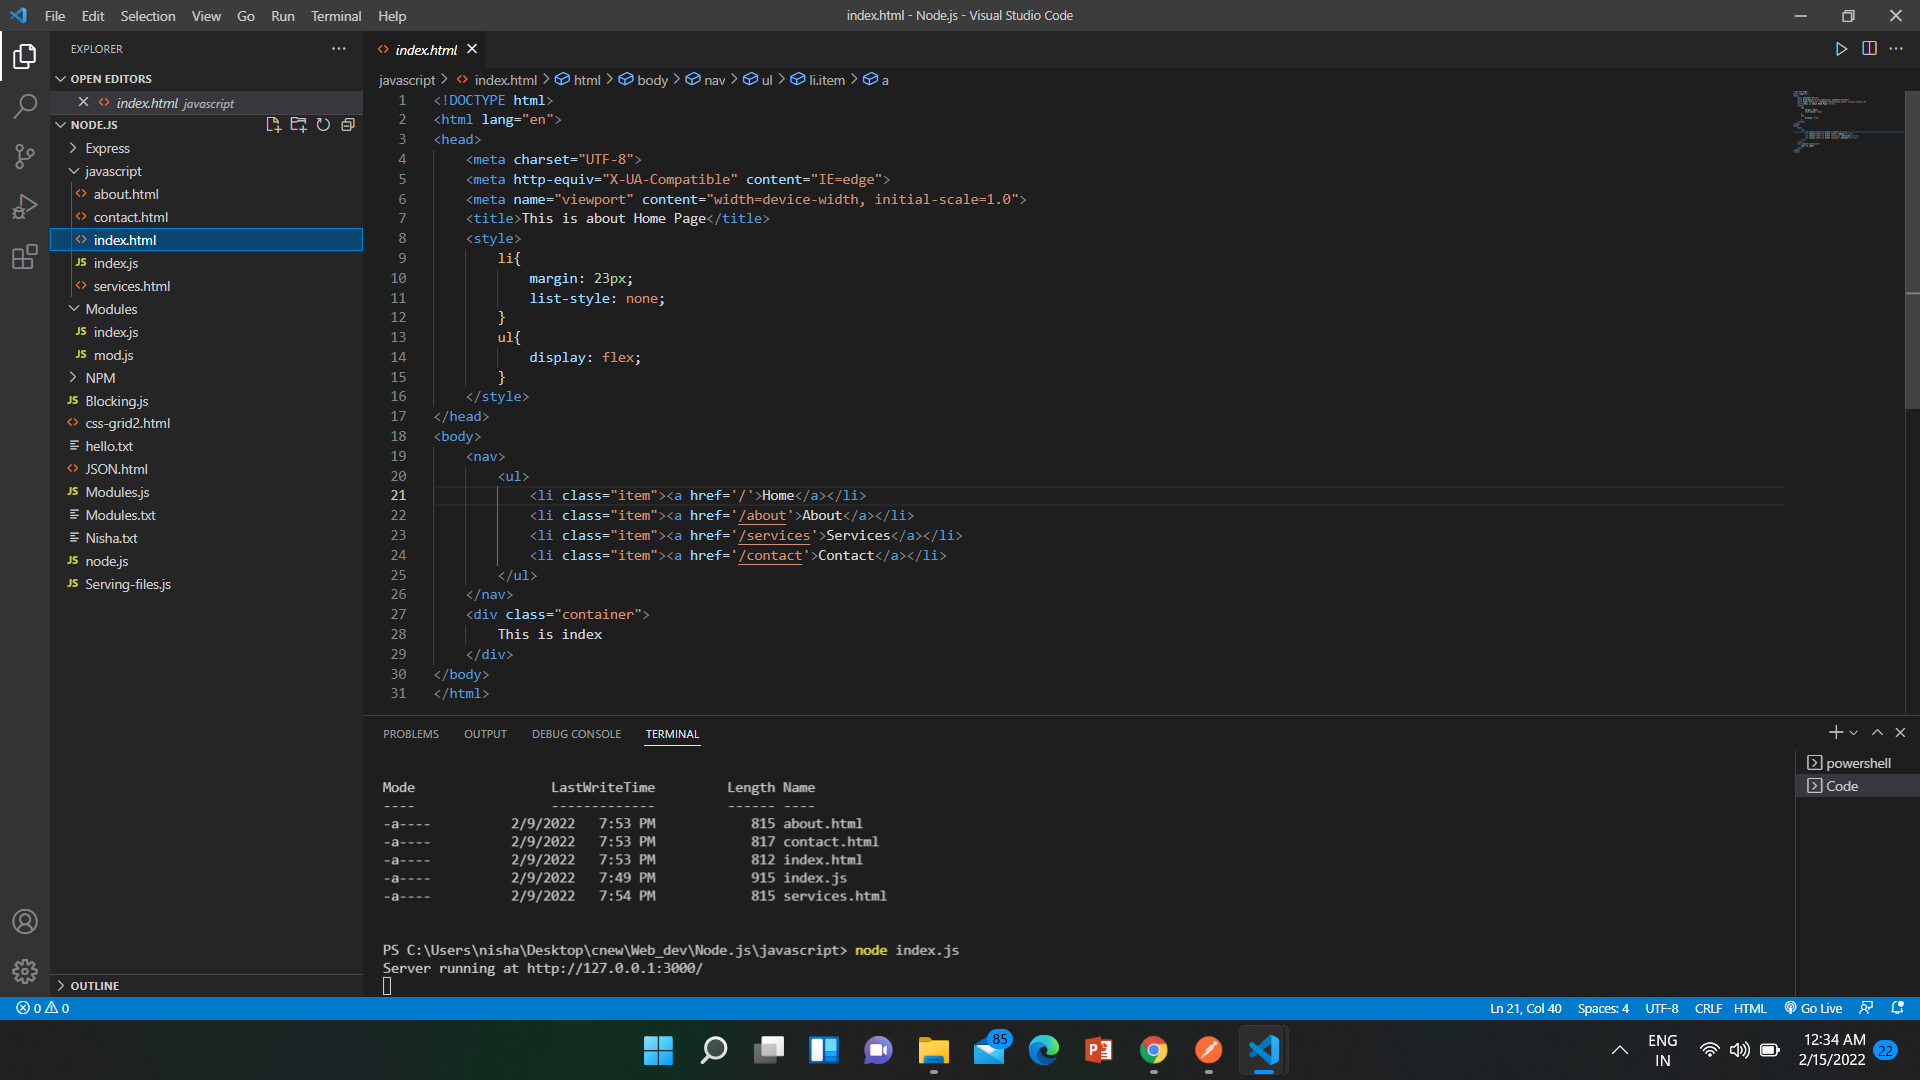 File Edit Selection View Go Run Terminal Help
index.html - Node.js - Visual Studio Code
EXPLORER
OPEN EDITORS
index.html javascript
NODE.JS
Express
javascript
about.html
contact.html
index.html
index.js
services.html
Modules
index.js
mod.js
NPM
Blocking.js
css-grid2.html
hello.txt
JSON.html
Modules.js
Modules.txt
Nisha.txt
node.js
Serving-files.js
OUTLINE
index.html
javascript > index.html > html > body > nav > ul > li.item > a
1 <!DOCTYPE html>
2 <html lang="en">
3 <head>
4 <meta charset="UTF-8">
5 <meta http-equiv="X-UA-Compatible" content="IE=edge">
6 <meta name="viewport" content="width=device-width, initial-scale=1.0">
7 <title>This is about Home Page</title>
8 <style>
9 li{
10 margin: 23px;
11 list-style: none;
12 }
13 ul{
14 display: flex;
15 }
16 </style>
17 </head>
18 <body>
19 <nav>
20 <ul>
21 <li class="item"><a href='/'>Home</a></li>
22 <li class="item"><a href='/about'>About</a></li>
23 <li class="item"><a href='/services'>Services</a></li>
24 <li class="item"><a href='/contact'>Contact</a></li>
25 </ul>
26 </nav>
27 <div class="container">
28 This is index
29 </div>
30 </body>
31 </html>
PROBLEMS OUTPUT DEBUG CONSOLE TERMINAL
Mode LastWriteTime Length Name
---- ------------- ------ ----
-a---- 2/9/2022 7:53 PM 815 about.html
-a---- 2/9/2022 7:53 PM 817 contact.html
-a---- 2/9/2022 7:53 PM 812 index.html
-a---- 2/9/2022 7:49 PM 915 index.js
-a---- 2/9/2022 7:54 PM 815 services.html
PS C:\Users\nisha\Desktop\cnew\Web_dev\Node.js\javascript> node index.js
Server running at http://127.0.0.1:3000/
powershell
Code
0 0
Ln 21, Col 40 Spaces: 4 UTF-8 CRLF HTML Go Live
85
ENG
IN
12:34 AM
2/15/2022
22